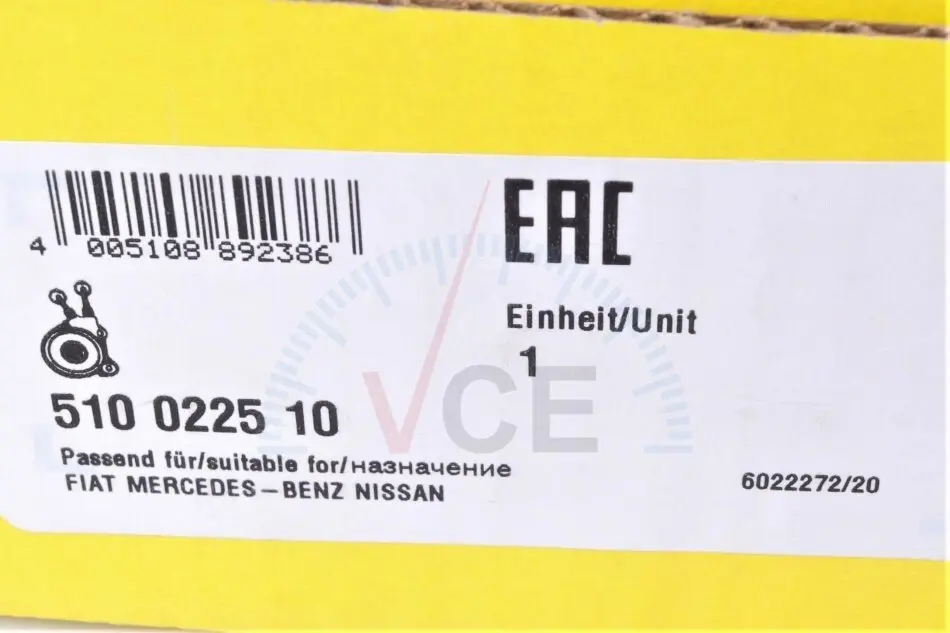 EAC
4 005108 892386
Einheit/Unit
1
VCE
510 0225 10
Passend für/suitable for/назначение
FIAT MERCEDES-BENZ NISSAN
6022272/20